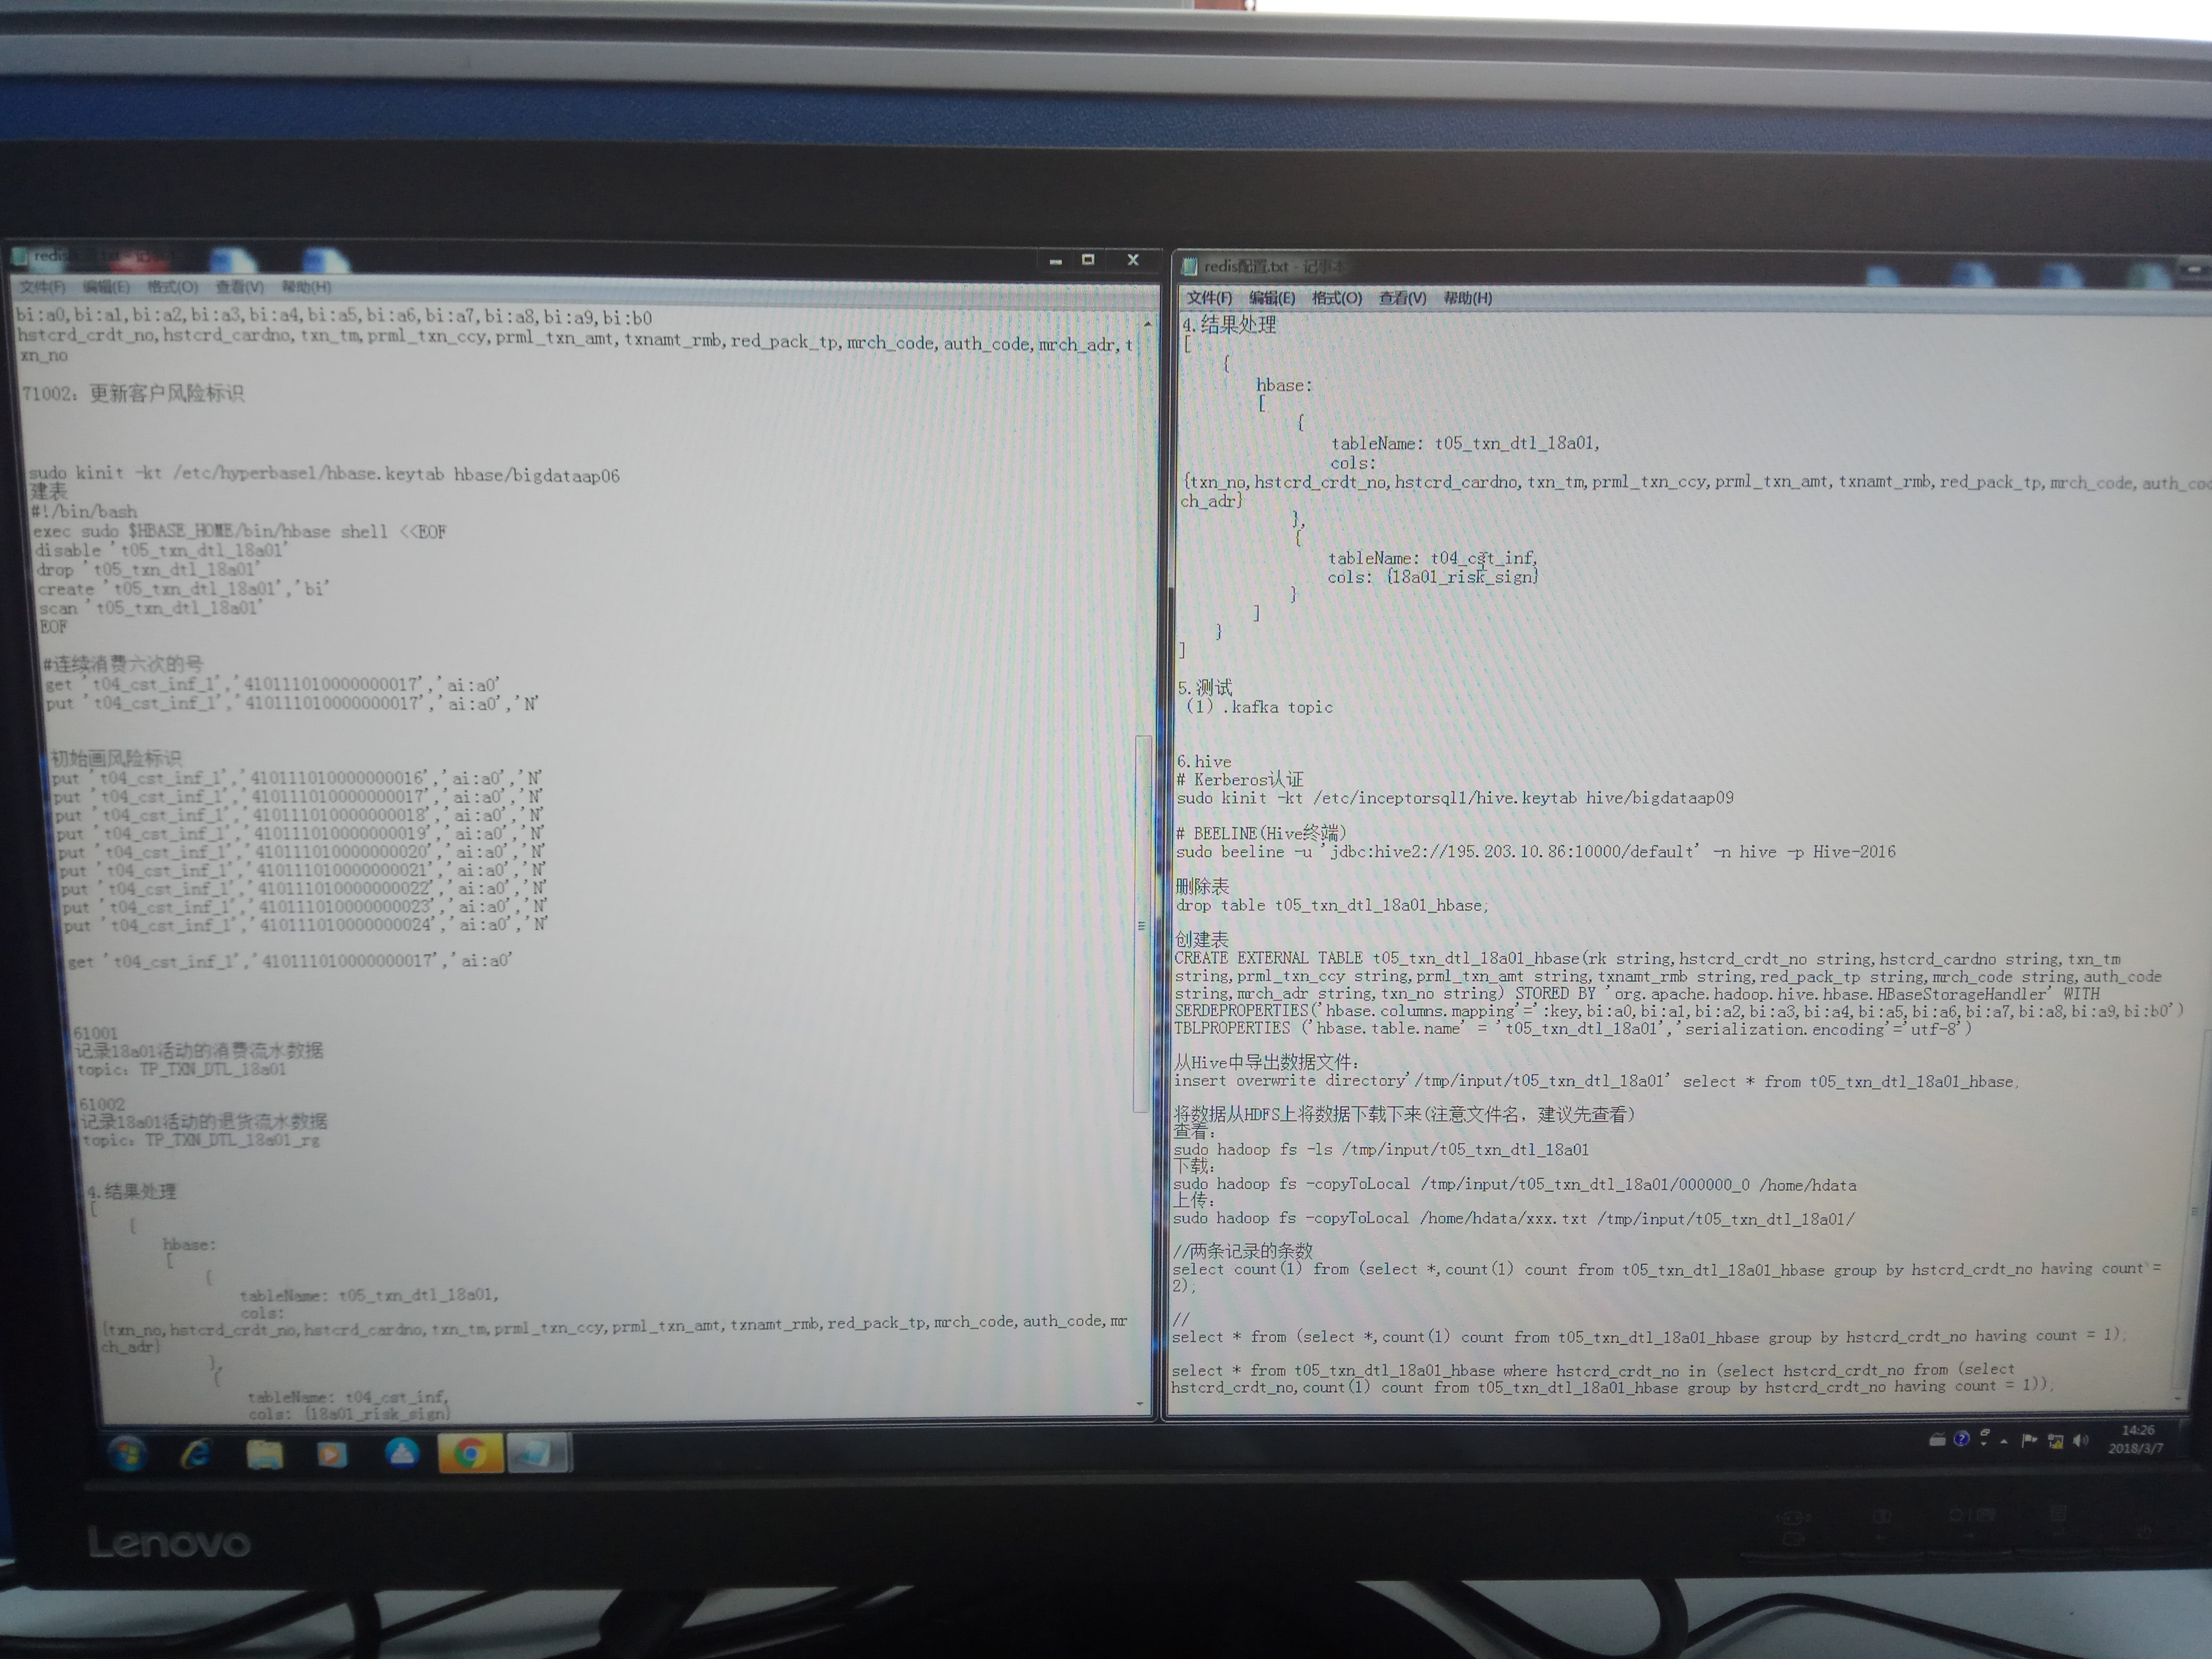 redis
文件(F) 编辑(E) 格式(O) 查看(V) 帮助(H)
bi:a0,bi:a1,bi:a2,bi:a3,bi:a4,bi:a5,bi:a6,bi:a7,bi:a8,bi:a9,bi:b0
hstcrd_crdt_no,hstcrd_cardno,txn_tm,prml_txn_ccy,prml_txn_amt,txnamt_rmb,red_pack_tp,mrch_code,auth_code,mrch_adr,t
xn_no
71002：更新客户风险标识
sudo kinit -kt /etc/hyperbase1/hbase.keytab hbase/bigdataap06
建表
#!/bin/bash
exec sudo $HBASE_HOME/bin/hbase shell <<EOF
disable 't05_txn_dtl_18a01'
drop 't05_txn_dtl_18a01'
create 't05_txn_dtl_18a01','bi'
scan 't05_txn_dtl_18a01'
EOF
#连续消费六次的号
get 't04_cst_inf_1','410111010000000017','ai:a0'
put 't04_cst_inf_1','410111010000000017','ai:a0','N'
初始画风险标识
put 't04_cst_inf_1','410111010000000016','ai:a0','N'
put 't04_cst_inf_1','410111010000000017','ai:a0','N'
put 't04_cst_inf_1','410111010000000018','ai:a0','N'
put 't04_cst_inf_1','410111010000000019','ai:a0','N'
put 't04_cst_inf_1','410111010000000020','ai:a0','N'
put 't04_cst_inf_1','410111010000000021','ai:a0','N'
put 't04_cst_inf_1','410111010000000022','ai:a0','N'
put 't04_cst_inf_1','410111010000000023','ai:a0','N'
put 't04_cst_inf_1','410111010000000024','ai:a0','N'
get 't04_cst_inf_1','410111010000000017','ai:a0'
61001
记录18a01活动的消费流水数据
topic：TP_TXN_DTL_18a01
61002
记录18a01活动的退货流水数据
topic：TP_TXN_DTL_18a01_rg
4.结果处理
[
{
hbase:
[
{
tableName: t05_txn_dtl_18a01,
cols:
{txn_no,hstcrd_crdt_no,hstcrd_cardno,txn_tm,prml_txn_ccy,prml_txn_amt,txnamt_rmb,red_pack_tp,mrch_code,auth_code,mr
ch_adr}
},
{
tableName: t04_cst_inf,
cols: {18a01_risk_sign}
redis配置.txt - 记事本
文件(F) 编辑(E) 格式(O) 查看(V) 帮助(H)
4.结果处理
[
{
hbase:
[
{
tableName: t05_txn_dtl_18a01,
cols:
{txn_no,hstcrd_crdt_no,hstcrd_cardno,txn_tm,prml_txn_ccy,prml_txn_amt,txnamt_rmb,red_pack_tp,mrch_code,auth_coc
ch_adr}
},
{
tableName: t04_cst_inf,
cols: {18a01_risk_sign}
}
]
}
]
5.测试
（1）.kafka topic
6.hive
# Kerberos认证
sudo kinit -kt /etc/inceptorsql1/hive.keytab hive/bigdataap09
# BEELINE(Hive终端)
sudo beeline -u 'jdbc:hive2://195.203.10.86:10000/default' -n hive -p Hive-2016
删除表
drop table t05_txn_dtl_18a01_hbase;
创建表
CREATE EXTERNAL TABLE t05_txn_dtl_18a01_hbase(rk string,hstcrd_crdt_no string,hstcrd_cardno string,txn_tm
string,prml_txn_ccy string,prml_txn_amt string,txnamt_rmb string,red_pack_tp string,mrch_code string,auth_code
string,mrch_adr string,txn_no string) STORED BY 'org.apache.hadoop.hive.hbase.HBaseStorageHandler' WITH
SERDEPROPERTIES('hbase.columns.mapping'=':key,bi:a0,bi:a1,bi:a2,bi:a3,bi:a4,bi:a5,bi:a6,bi:a7,bi:a8,bi:a9,bi:b0')
TBLPROPERTIES ('hbase.table.name' = 't05_txn_dtl_18a01','serialization.encoding'='utf-8')
从Hive中导出数据文件：
insert overwrite directory'/tmp/input/t05_txn_dtl_18a01' select * from t05_txn_dtl_18a01_hbase;
将数据从HDFS上将数据下载下来(注意文件名，建议先查看)
查看：
sudo hadoop fs -ls /tmp/input/t05_txn_dtl_18a01
下载：
sudo hadoop fs -copyToLocal /tmp/input/t05_txn_dtl_18a01/000000_0 /home/hdata
上传：
sudo hadoop fs -copyToLocal /home/hdata/xxx.txt /tmp/input/t05_txn_dtl_18a01/
//两条记录的条数
select count(1) from (select *,count(1) count from t05_txn_dtl_18a01_hbase group by hstcrd_crdt_no having count =
2);
//
select * from (select *,count(1) count from t05_txn_dtl_18a01_hbase group by hstcrd_crdt_no having count = 1);
select * from t05_txn_dtl_18a01_hbase where hstcrd_crdt_no in (select hstcrd_crdt_no from (select
hstcrd_crdt_no,count(1) count from t05_txn_dtl_18a01_hbase group by hstcrd_crdt_no having count = 1));
14:26
2018/3/7
Lenovo